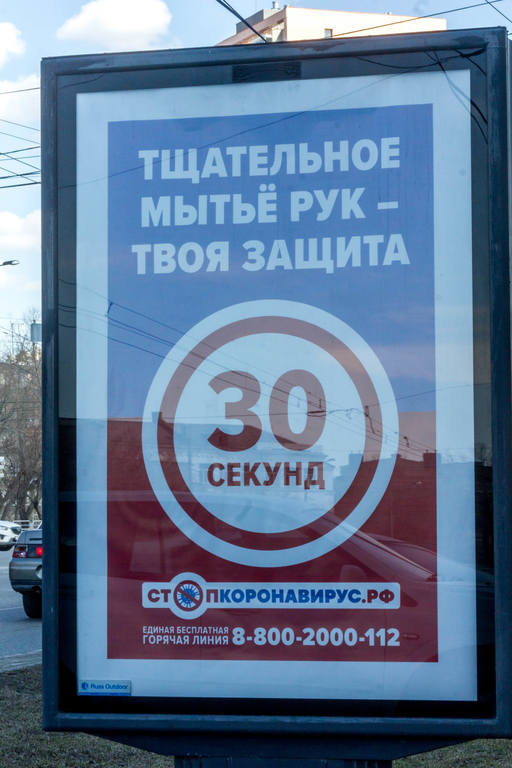 ТЩАТЕЛЬНОЕ
МЫТЬЁ РУК –
ТВОЯ ЗАЩИТА
30
СЕКУНД
СТОПКОРОНАВИРУС.РФ
ЕДИНАЯ БЕСПЛАТНАЯ
ГОРЯЧАЯ ЛИНИЯ 8-800-2000-112
Russ Outdoor